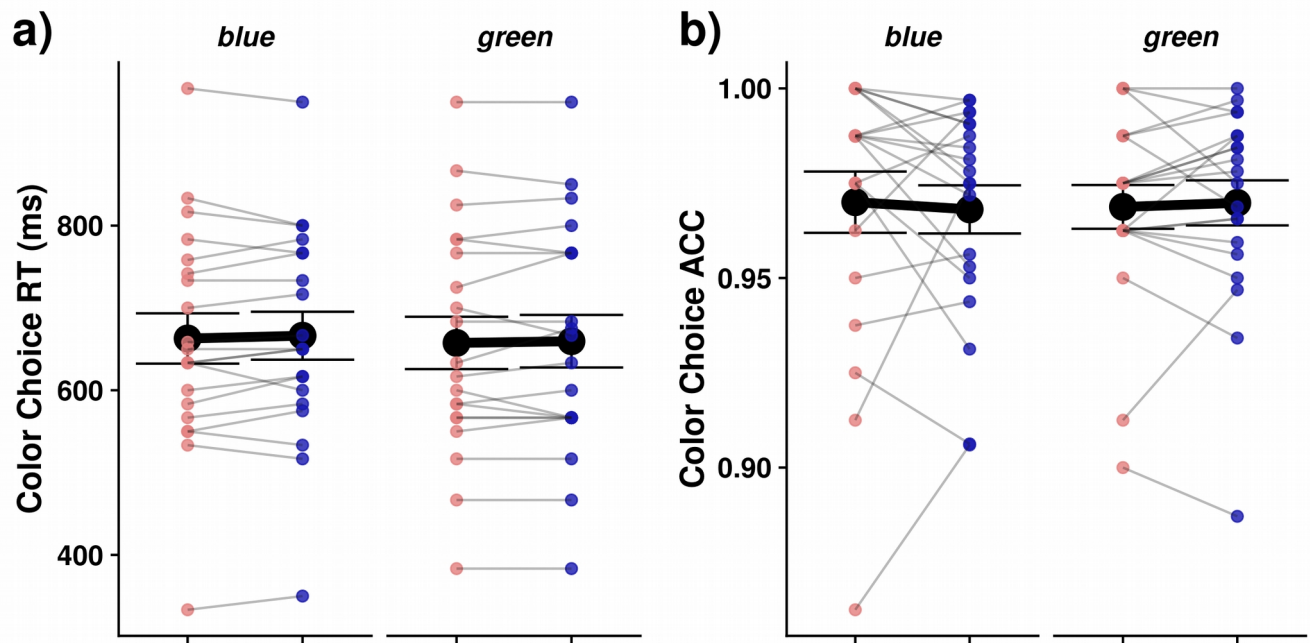 a)
blue
green
Color Choice RT (ms)
800
600
400
b)
blue
green
Color Choice ACC
1.00
0.95
0.90